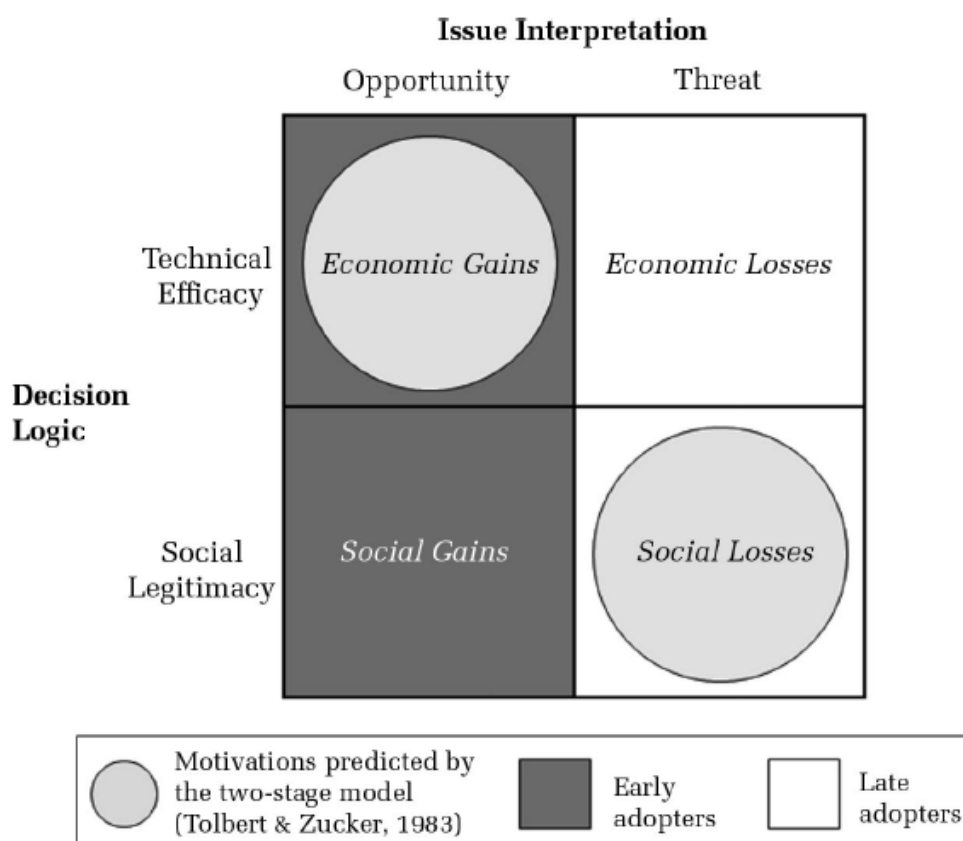 Issue Interpretation
Opportunity
Threat
Technical
Efficacy
Economic Gains
Economic Losses
Decision
Logic
Social
Legitimacy
Social Gains
Social Losses
Motivations predicted by
the two-stage model
(Tolbert & Zucker, 1983)
Early
adopters
Late
adopters